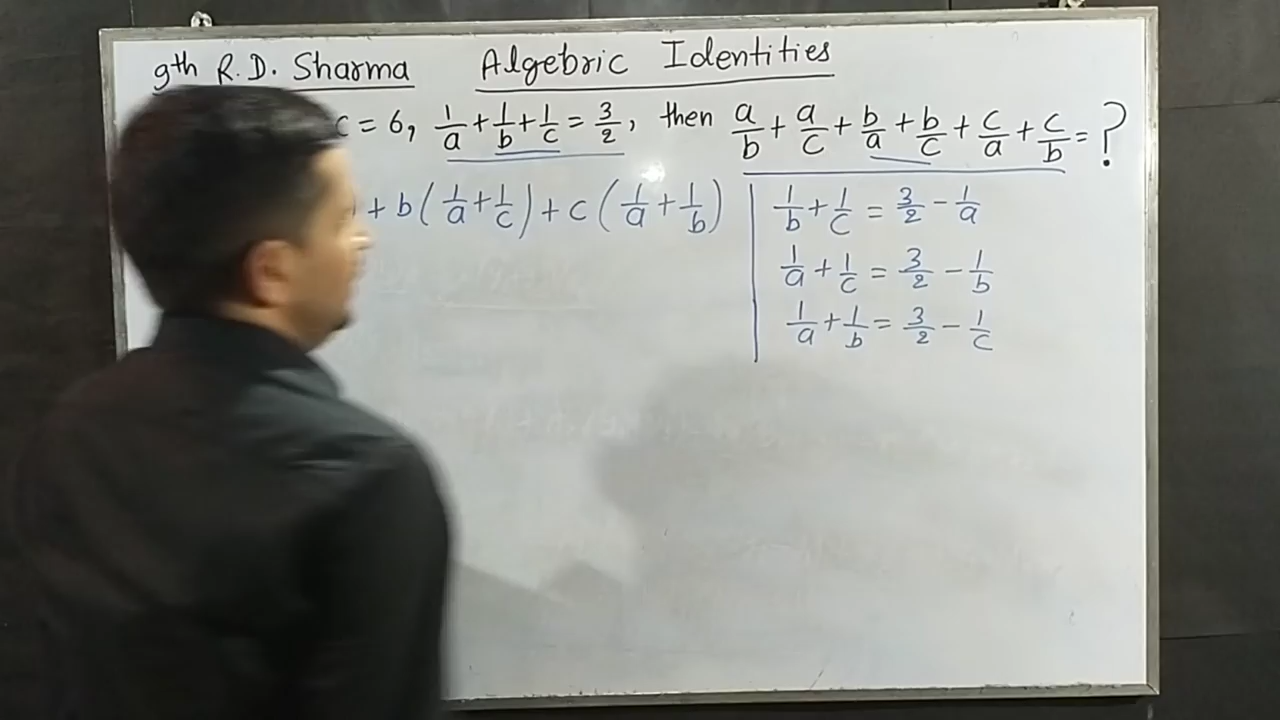 9th R.D. Sharma Algebric Identities
c = 6, 1/a + 1/b + 1/c = 3/2, then a/b + a/c + b/a + b/c + c/a + c/b = ?
+ b(1/a + 1/c) + c(1/a + 1/b)
1/b + 1/c = 3/2 - 1/a
1/a + 1/c = 3/2 - 1/b
1/a + 1/b = 3/2 - 1/c